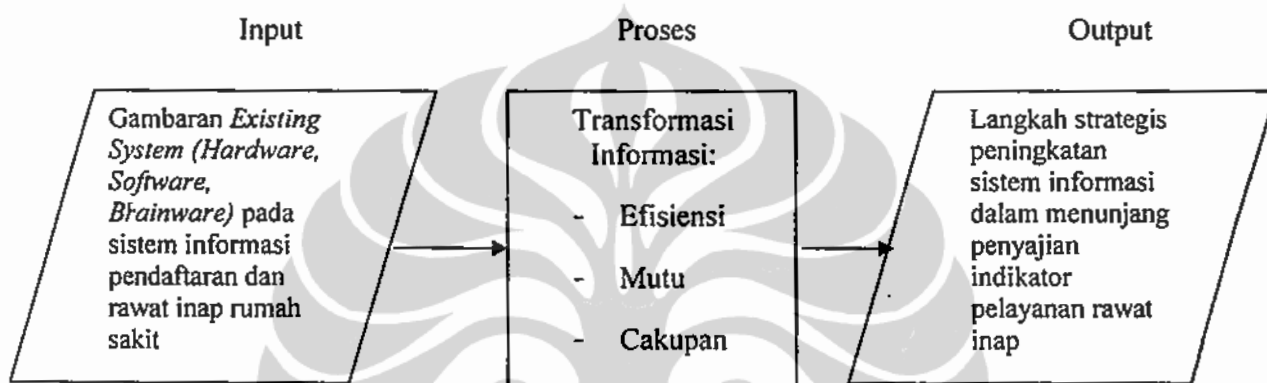 Input
Proses
Output
Gambaran Existing
System (Hardware,
Software,
Brainware) pada
sistem informasi
pendaftaran dan
rawat inap rumah
sakit
Transformasi
Informasi:
- Efisiensi
- Mutu
- Cakupan
Langkah strategis
peningkatan
sistem informasi
dalam menunjang
penyajian
indikator
pelayanan rawat
inap